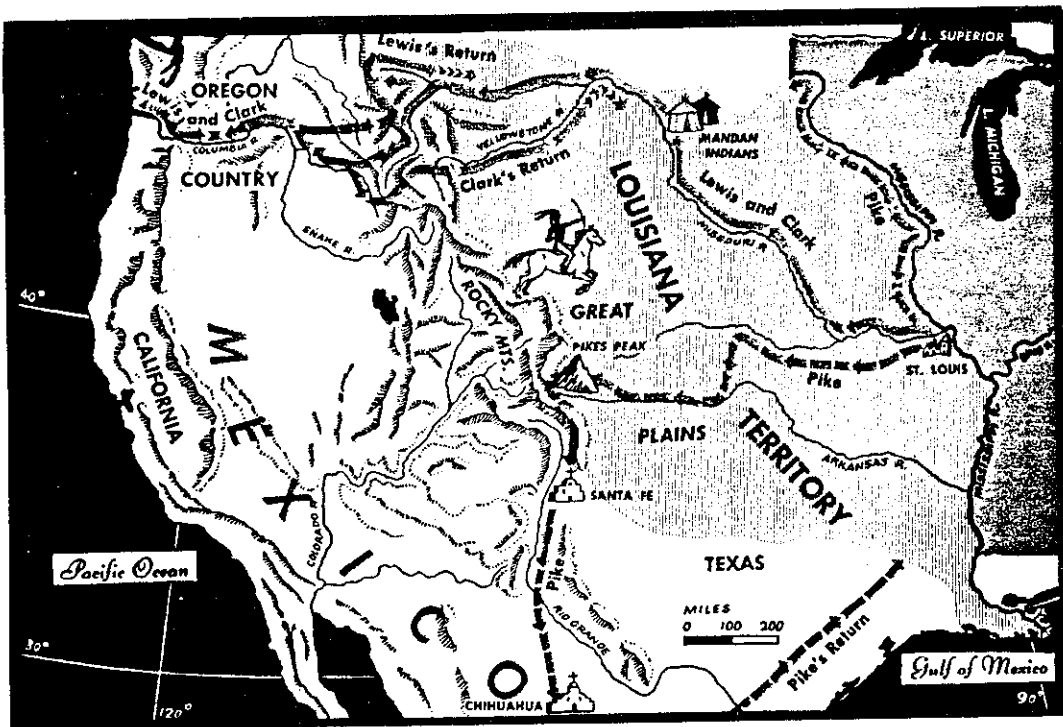 Lewis's Return
L. SUPERIOR
OREGON
Lewis
and Clark
COLUMBIA R.
COUNTRY
YELLOWSTONE R.
Clark's Return
MANDAN
INDIANS
L. MICHIGAN
Pike
MISSISSIPPI R.
LOUISIANA
Lewis and Clark
MISSOURI R.
SNAKE R.
40°
ROCKY MTS.
GREAT
CALIFORNIA
PIKES PEAK
Pike
ST. LOUIS
PLAINS
TERRITORY
ARKANSAS R.
MISSISSIPPI R.
SANTA FE
MEXICO
COLORADO R.
Pacific Ocean
Pike
TEXAS
MILES
0 100 200
RIO GRANDE
Pike's Return
30°
Gulf of Mexico
CHIHUAHUA
120°
90°